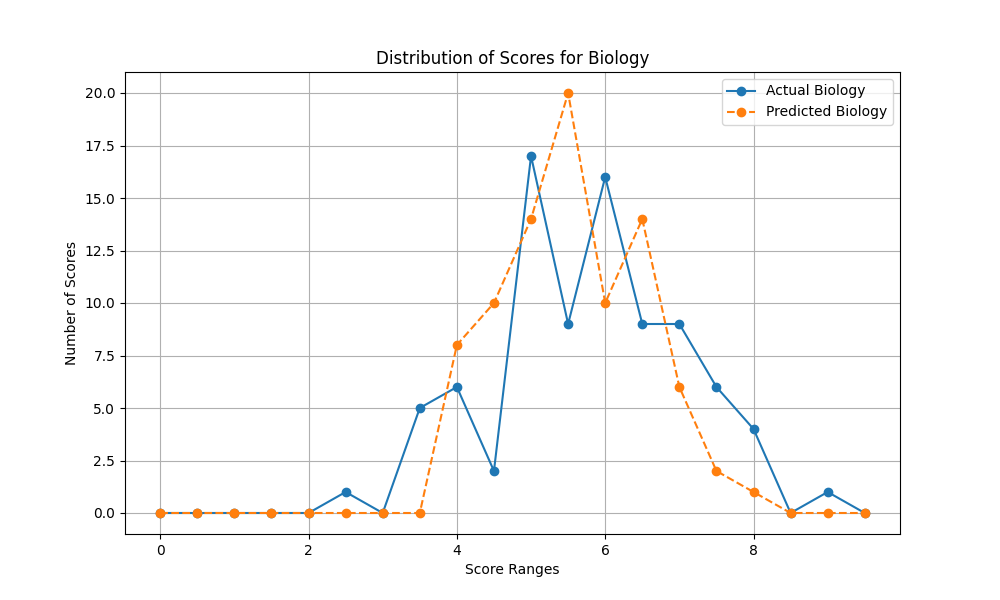 Distribution of Scores for Biology
Actual Biology
Predicted Biology
20.0
17.5
15.0
12.5
10.0
7.5
5.0
2.5
0.0
Number of Scores
0 2 4 6 8
Score Ranges